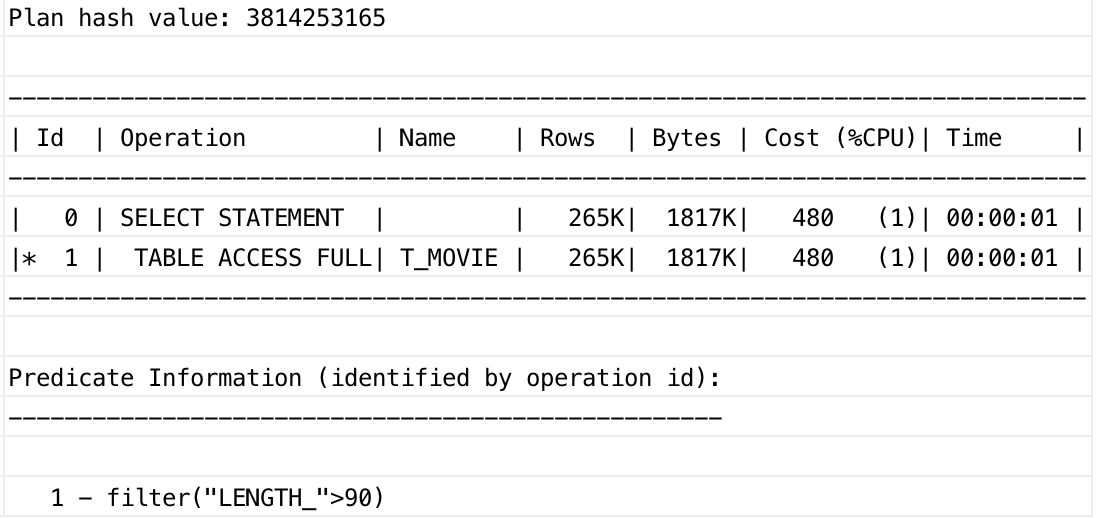 Plan hash value: 3814253165
-----------------------------------------------------------------------------
| Id  | Operation         | Name    | Rows  | Bytes | Cost (%CPU)| Time     |
-----------------------------------------------------------------------------
|   0 | SELECT STATEMENT  |         |   265K|  1817K|   480   (1)| 00:00:01 |
|*  1 |  TABLE ACCESS FULL| T_MOVIE |   265K|  1817K|   480   (1)| 00:00:01 |
-----------------------------------------------------------------------------
Predicate Information (identified by operation id):
---------------------------------------------------
   1 - filter("LENGTH_">90)